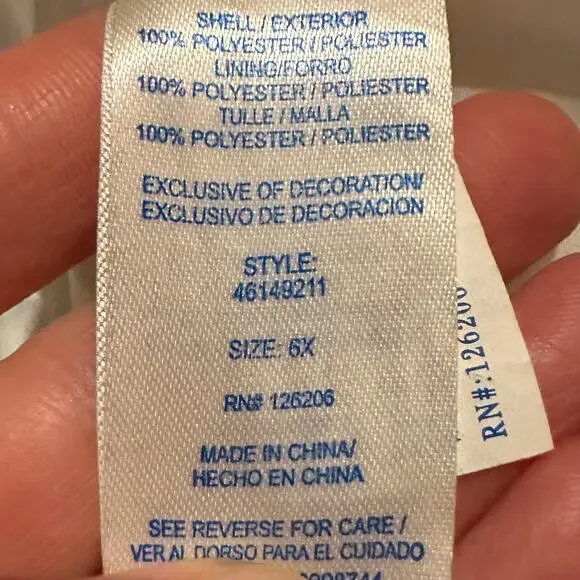 SHELL / EXTERIOR
100% POLYESTER / POLIESTER
LINING/FORRO
100% POLYESTER / POLIESTER
TULLE / MALLA
100% POLYESTER / POLIESTER
EXCLUSIVE OF DECORATION/
EXCLUSIVO DE DECORACION
STYLE:
46149211
SIZE: 6X
RN# 126206
MADE IN CHINA/
HECHO EN CHINA
SEE REVERSE FOR CARE /
VER AL DORSO PARA EL CUIDADO
RN#:126206